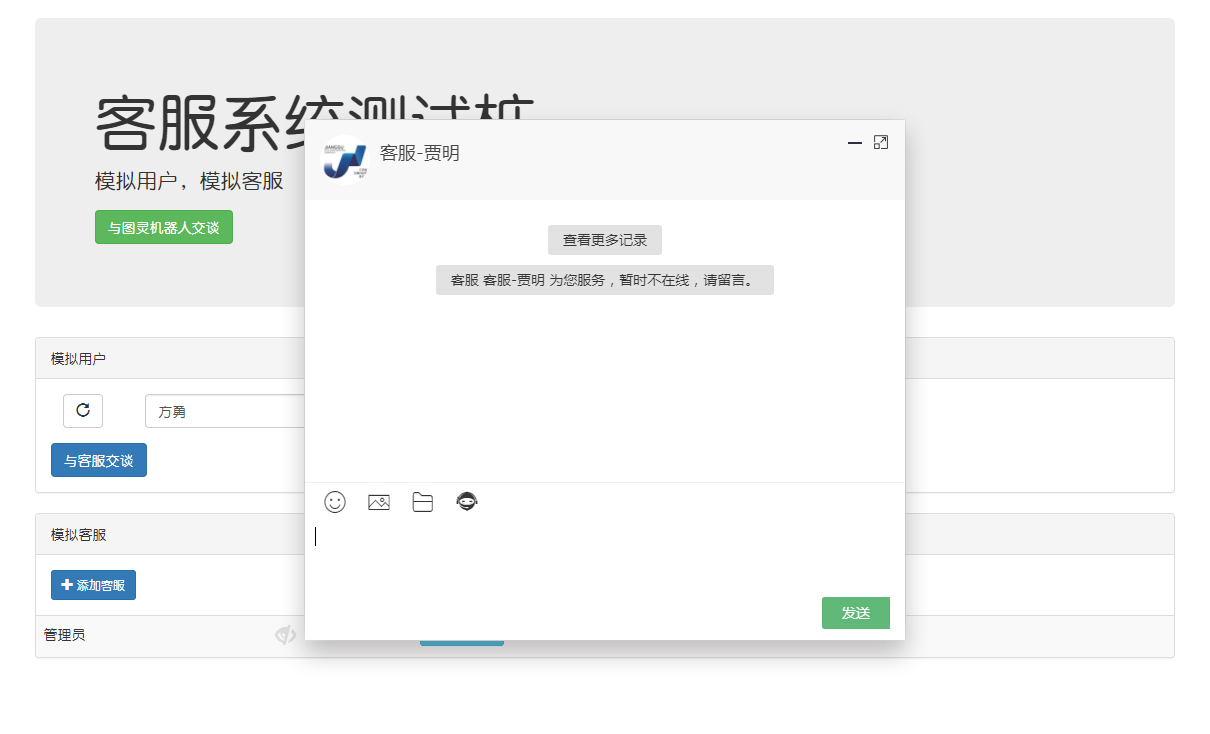 客服系统测试桩
模拟用户，模拟客服
与图灵机器人交谈
客服-贾明
查看更多记录
客服 客服-贾明 为您服务，暂时不在线，请留言。
模拟用户
方勇
与客服交谈
模拟客服
添加客服
发送
管理员